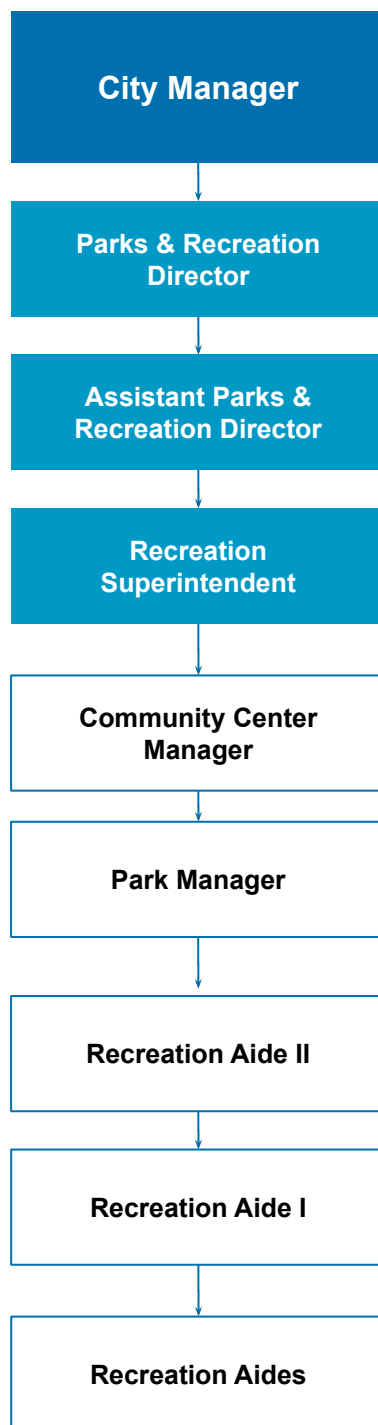 City Manager
Parks & Recreation
Director
Assistant Parks &
Recreation Director
Recreation
Superintendent
Community Center
Manager
Park Manager
Recreation Aide II
Recreation Aide I
Recreation Aides